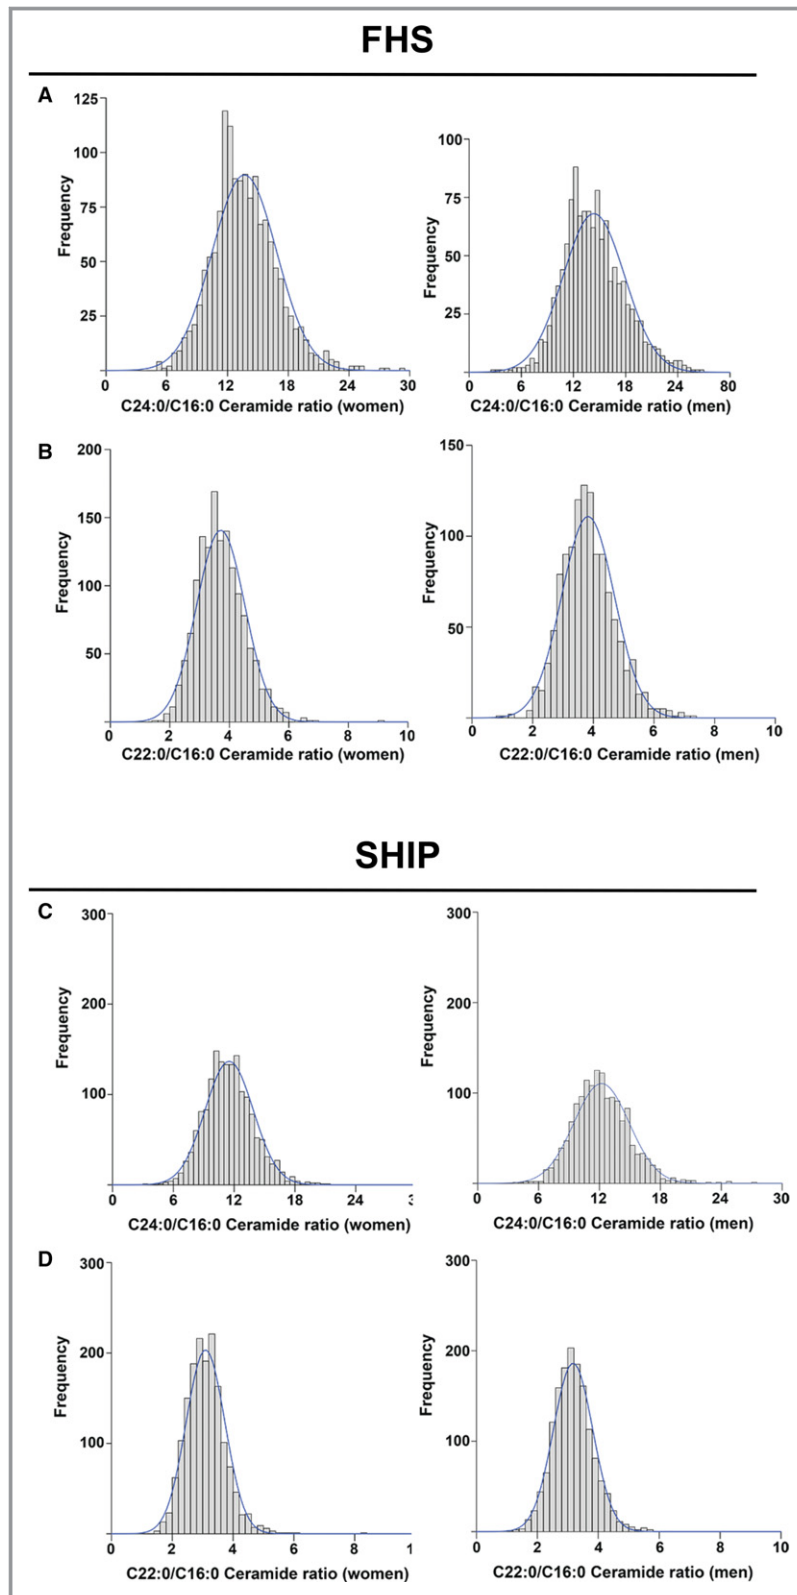 FHS
A
125
100
75
50
25
Frequency
0 6 12 18 24 30
C24:0/C16:0 Ceramide ratio (women)
100
75
50
25
Frequency
0 6 12 18 24 80
C24:0/C16:0 Ceramide ratio (men)
B
200
150
100
50
Frequency
0 2 4 6 8 10
C22:0/C16:0 Ceramide ratio (women)
150
100
50
Frequency
0 2 4 6 8 10
C22:0/C16:0 Ceramide ratio (men)
SHIP
C
300
200
100
Frequency
0 6 12 18 24
C24:0/C16:0 Ceramide ratio (women)
300
200
100
Frequency
0 6 12 18 24 30
C24:0/C16:0 Ceramide ratio (men)
D
300
200
100
Frequency
0 2 4 6 8 1
C22:0/C16:0 Ceramide ratio (women)
300
200
100
Frequency
0 2 4 6 8 10
C22:0/C16:0 Ceramide ratio (men)